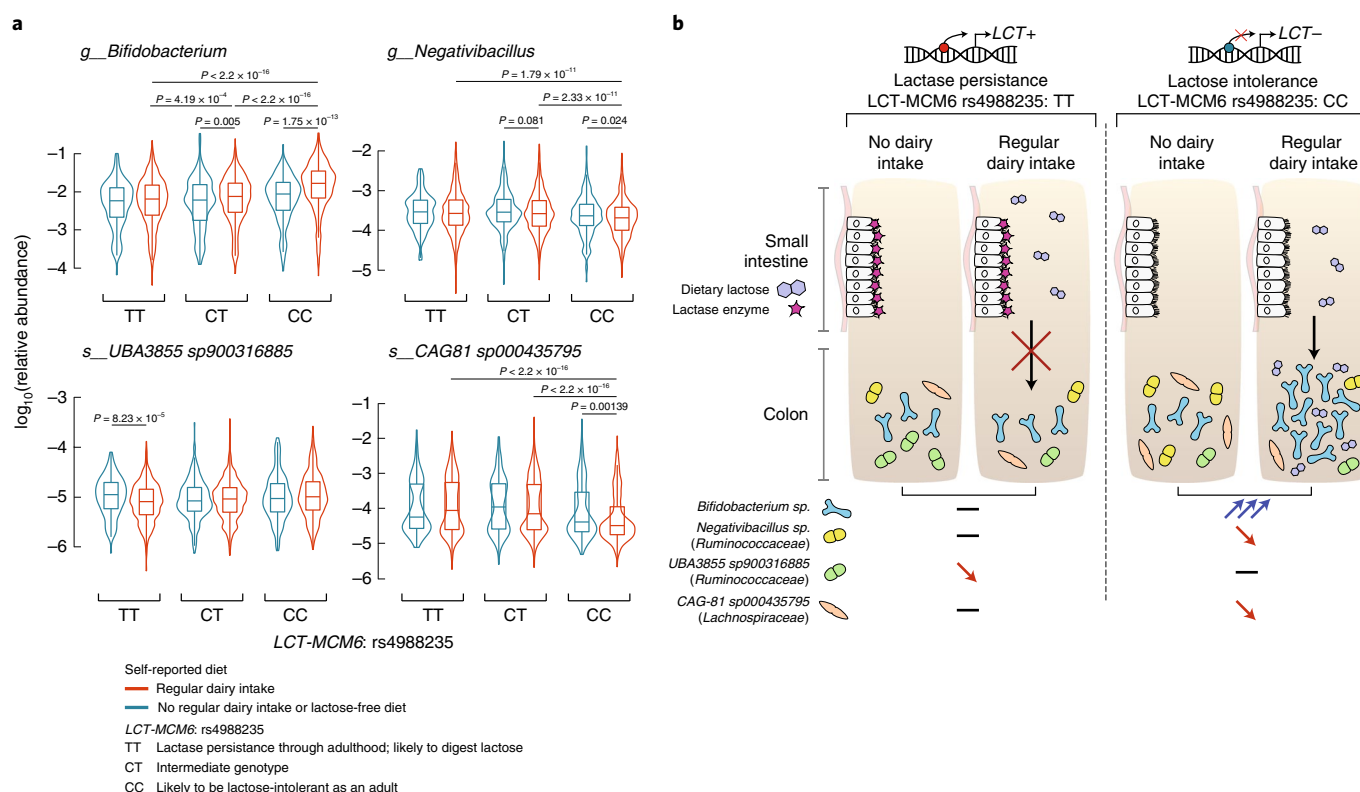 a
g__Bifidobacterium
P < 2.2 × 10⁻¹⁶
P = 4.19 × 10⁻⁴ P < 2.2 × 10⁻¹⁶
P = 0.005 P = 1.75 × 10⁻¹³
–1
–2
–3
–4
TT CT CC
g__Negativibacillus
P = 1.79 × 10⁻¹¹
P = 2.33 × 10⁻¹¹
P = 0.081 P = 0.024
–2
–3
–4
–5
TT CT CC
log₁₀(relative abundance)
s__UBA3855 sp900316885
P = 8.23 × 10⁻⁵
–3
–4
–5
–6
TT CT CC
s__CAG81 sp000435795
P < 2.2 × 10⁻¹⁶
P < 2.2 × 10⁻¹⁶
P = 0.00139
–1
–3
–3
–4
–5
–6
TT CT CC
LCT-MCM6: rs4988235
Self-reported diet
Regular dairy intake
No regular dairy intake or lactose-free diet
LCT-MCM6: rs4988235
TT Lactase persistence through adulthood; likely to digest lactose
CT Intermediate genotype
CC Likely to be lactose-intolerant as an adult
b
LCT+
Lactase persistance
LCT-MCM6 rs4988235: TT
No dairy
intake
Regular
dairy intake
LCT–
Lactose intolerance
LCT-MCM6 rs4988235: CC
No dairy
intake
Regular
dairy intake
Small
intestine
Dietary lactose
Lactase enzyme
Colon
Bifidobacterium sp.
Negativibacillus sp.
(Ruminococcaceae)
UBA3855 sp900316885
(Ruminococcaceae)
CAG-81 sp000435795
(Lachnospiraceae)